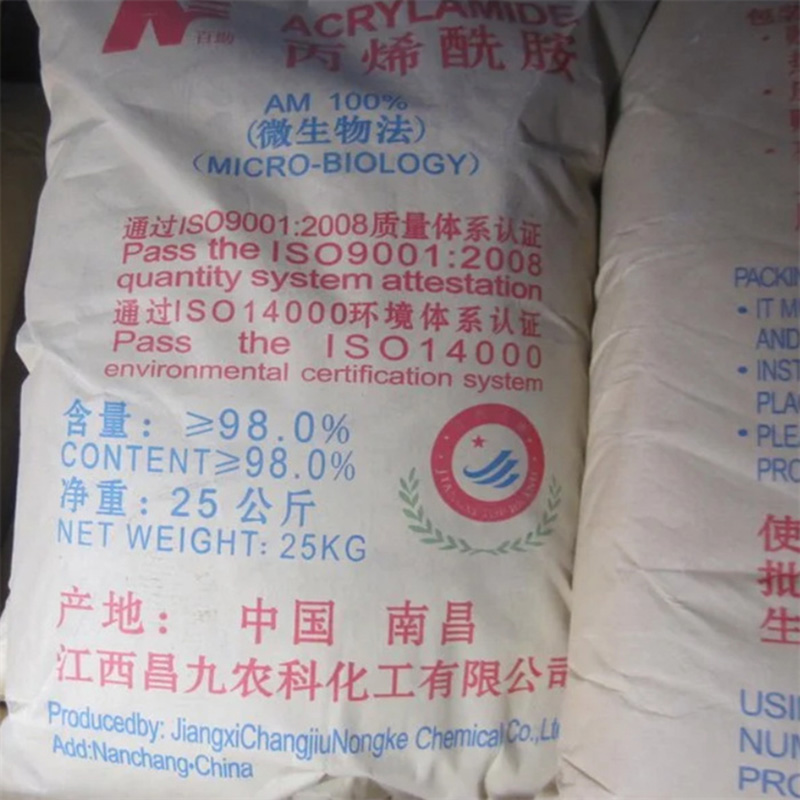 百助
ACRYLAMIDE
丙烯酰胺
AM 100%
(微生物法)
(MICRO-BIOLOGY)
通过ISO9001:2008质量体系认证
Pass the ISO9001:2008
quantity system attestation
通过ISO14000环境体系认证
Pass the ISO14000
environmental certification system
含量：≥98.0%
CONTENT≥98.0%
净重：25公斤
NET WEIGHT: 25KG
产地：中国 南昌
江西昌九农科化工有限公司
Producedby: JiangxiChangjiuNongke Chemical Co.,Lt
Add:Nanchang·China
包装
PACKIN
• IT M
AND
• INST
PLA
• PLE
PRO
使
批
生
USI
NUM
PRO